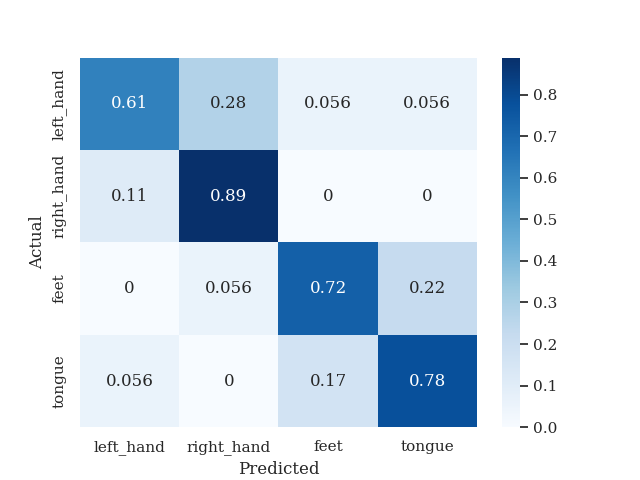 left_hand 0.61 0.28 0.056 0.056
right_hand 0.11 0.89 0 0
feet 0 0.056 0.72 0.22
tongue 0.056 0 0.17 0.78
left_hand right_hand feet tongue
Predicted
Actual
0.8
0.7
0.6
0.5
0.4
0.3
0.2
0.1
0.0